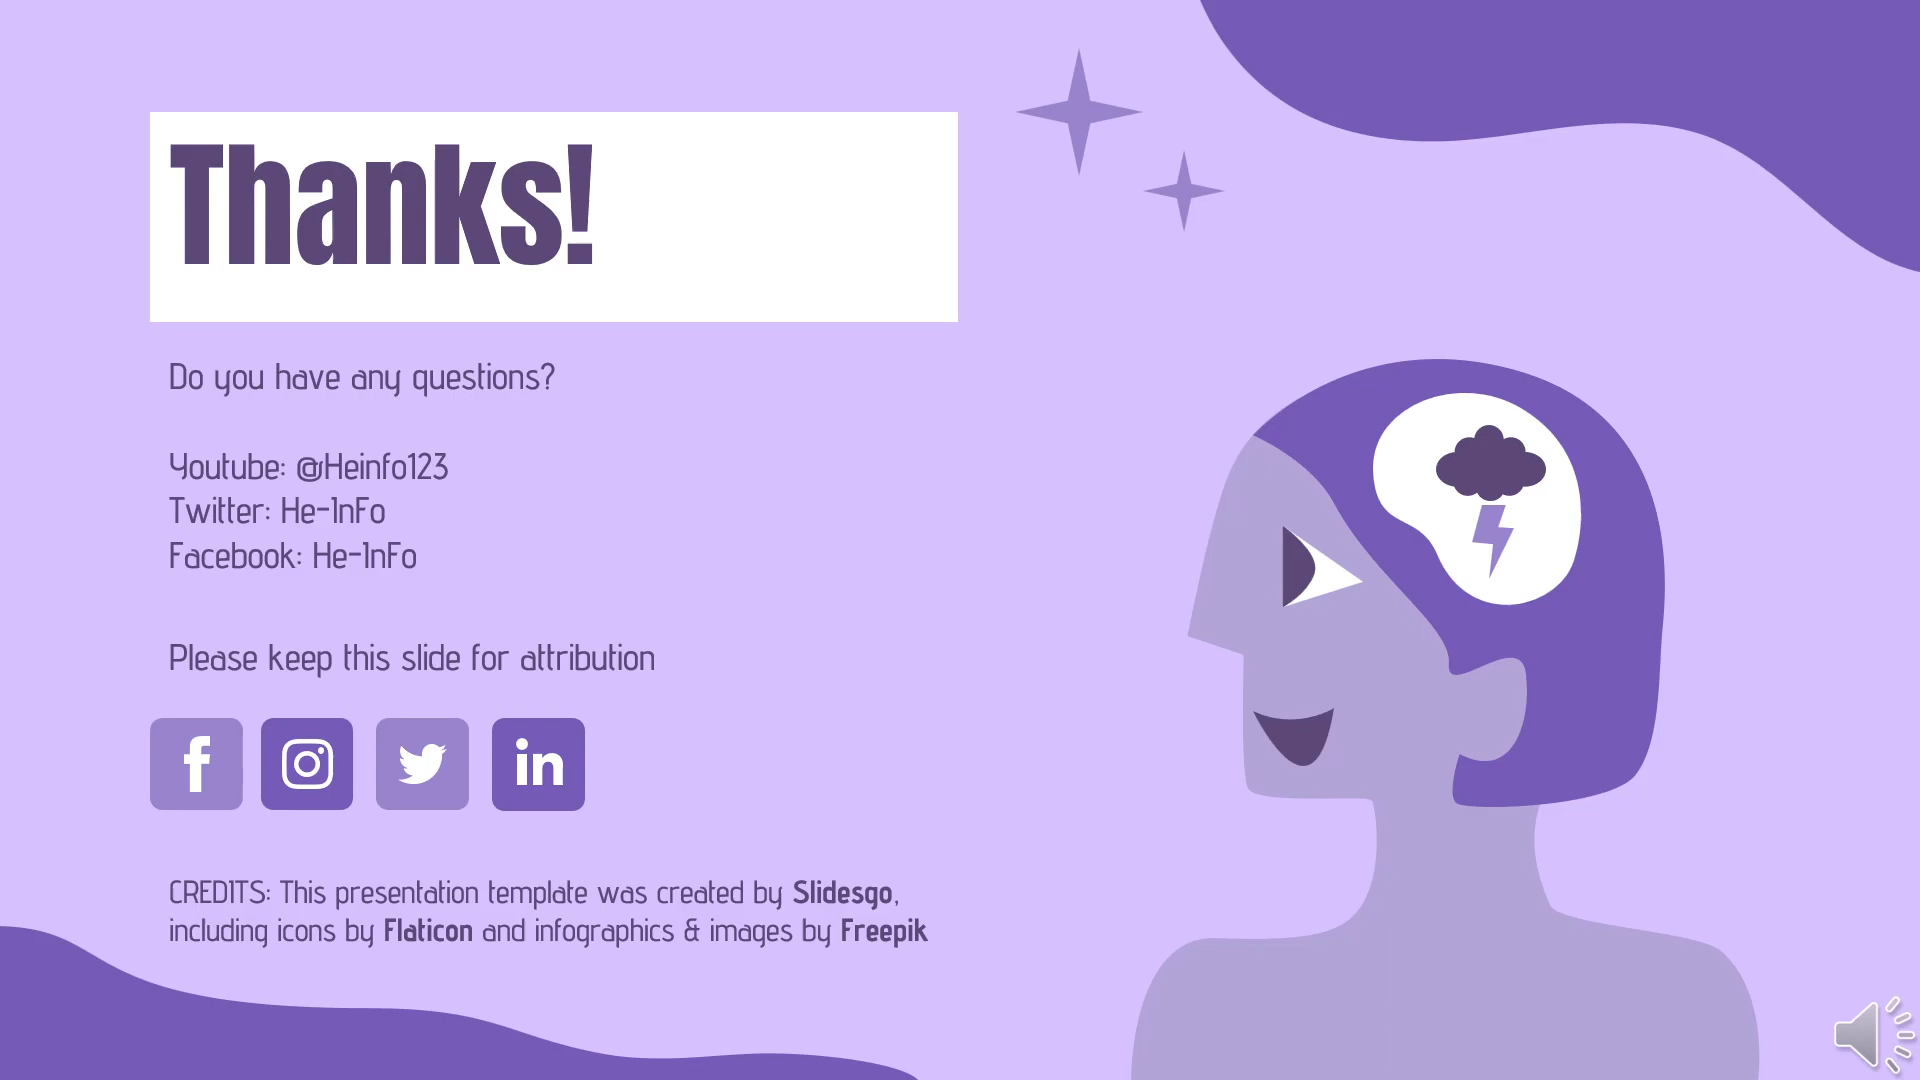 Thanks!
Do you have any questions?
Youtube: @Heinfo123
Twitter: He-InFo
Facebook: He-InFo
Please keep this slide for attribution
CREDITS: This presentation template was created by Slidesgo,
including icons by Flaticon and infographics & images by Freepik